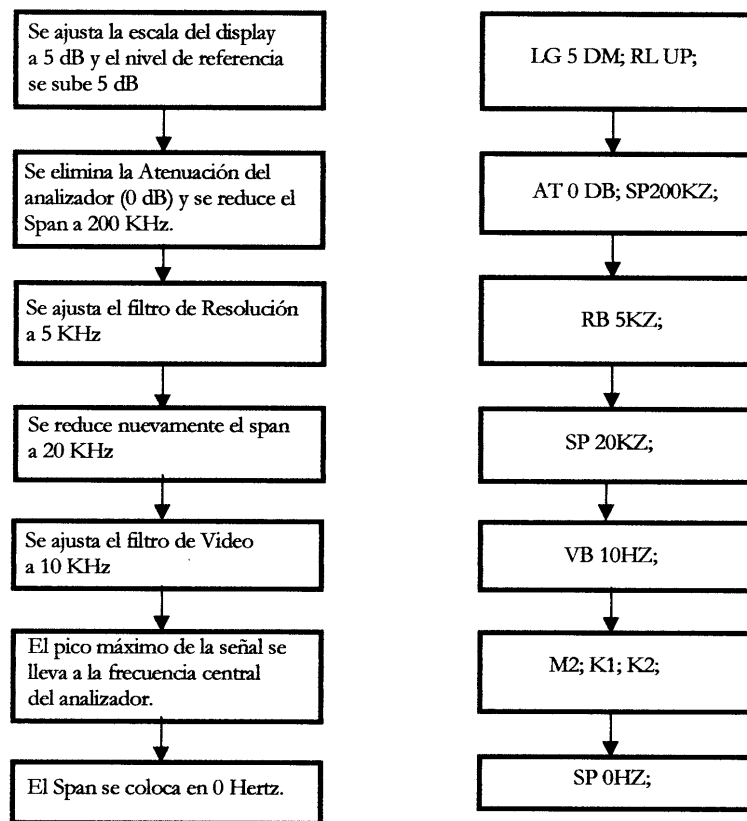 Se ajusta la escala del display
a 5 dB y el nivel de referencia
se sube 5 dB
Se elimina la Atenuación del
analizador (0 dB) y se reduce el
Span a 200 KHz.
Se ajusta el filtro de Resolución
a 5 KHz
Se reduce nuevamente el span
a 20 KHz
Se ajusta el filtro de Video
a 10 KHz
El pico máximo de la señal se
lleva a la frecuencia central
del analizador.
El Span se coloca en 0 Hertz.
LG 5 DM; RL UP;
AT 0 DB; SP200KZ;
RB 5KZ;
SP 20KZ;
VB 10HZ;
M2; K1; K2;
SP 0HZ;